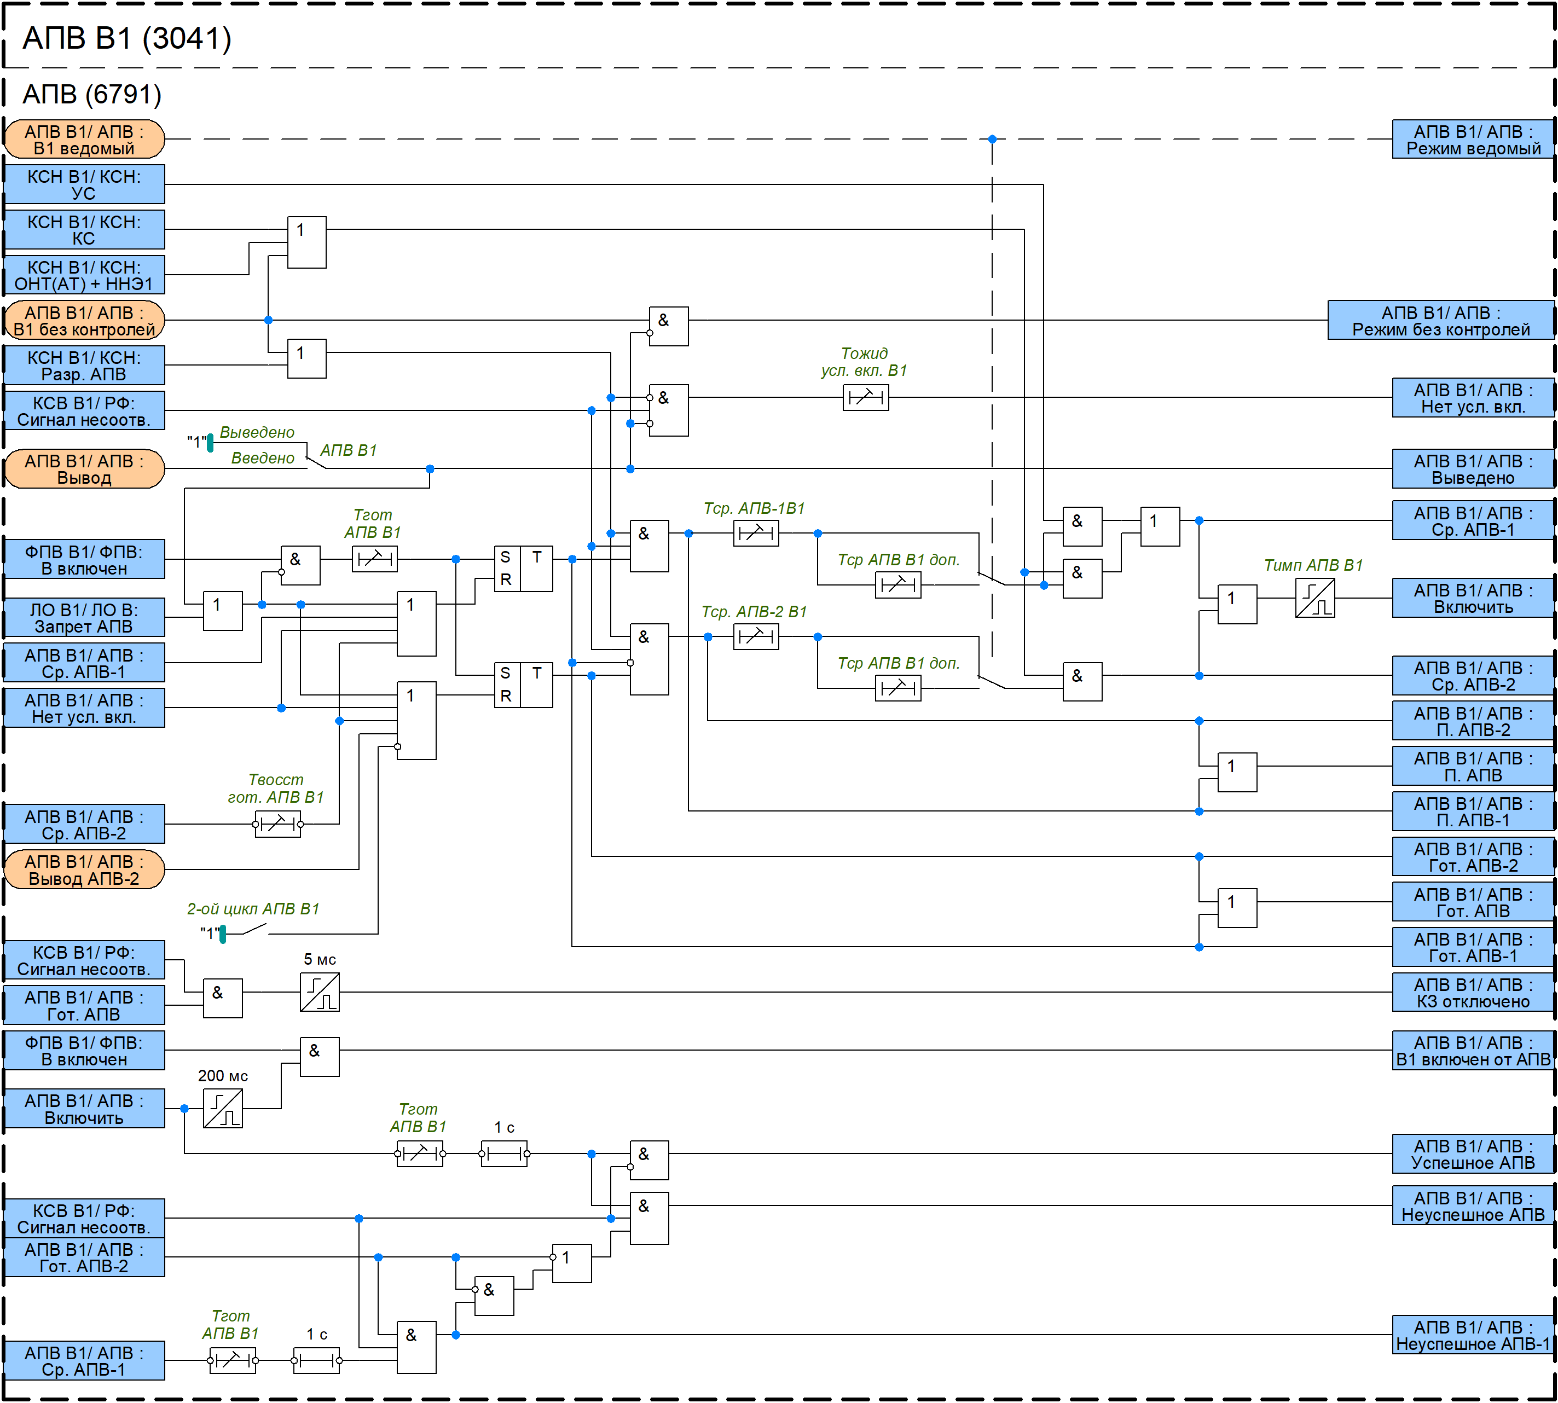 АПВ В1 (3041)
АПВ (6791)
АПВ В1/ АПВ :
В1 ведомый
АПВ В1/ АПВ :
Режим ведомый
КСН В1/ КСН:
УС
КСН В1/ КСН:
КС
1
КСН В1/ КСН:
ОНТ(АТ) + ННЭ1
АПВ В1/ АПВ :
В1 без контролей
&
АПВ В1/ АПВ :
Режим без контролей
КСН В1/ КСН:
Разр. АПВ
1
Тожид
усл. вкл. В1
КСВ В1/ РФ:
Сигнал несоотв.
&
АПВ В1/ АПВ :
Нет усл. вкл.
"1"
Выведено
Введено
АПВ В1
АПВ В1/ АПВ :
Вывод
АПВ В1/ АПВ :
Выведено
Тгот
АПВ В1
Тср. АПВ-1В1
&
1
АПВ В1/ АПВ :
Ср. АПВ-1
ФПВ В1/ ФПВ:
В включен
&
S T
R
&
Тср АПВ В1 доп.
&
Тимп АПВ В1
ЛО В1/ ЛО В:
Запрет АПВ
1
1
Тср. АПВ-2 В1
1
АПВ В1/ АПВ :
Включить
АПВ В1/ АПВ :
Ср. АПВ-1
S T
R
&
Тср АПВ В1 доп.
&
АПВ В1/ АПВ :
Ср. АПВ-2
АПВ В1/ АПВ :
Нет усл. вкл.
1
АПВ В1/ АПВ :
П. АПВ-2
1
АПВ В1/ АПВ :
П. АПВ
Твосст
гот. АПВ В1
АПВ В1/ АПВ :
Ср. АПВ-2
АПВ В1/ АПВ :
П. АПВ-1
АПВ В1/ АПВ :
Вывод АПВ-2
АПВ В1/ АПВ :
Гот. АПВ-2
2-ой цикл АПВ В1
"1"
1
АПВ В1/ АПВ :
Гот. АПВ
КСВ В1/ РФ:
Сигнал несоотв.
АПВ В1/ АПВ :
Гот. АПВ-1
5 мс
АПВ В1/ АПВ :
Гот. АПВ
&
АПВ В1/ АПВ :
КЗ отключено
ФПВ В1/ ФПВ:
В включен
&
АПВ В1/ АПВ :
В1 включен от АПВ
200 мс
АПВ В1/ АПВ :
Включить
Тгот
АПВ В1
1 с
&
АПВ В1/ АПВ :
Успешное АПВ
КСВ В1/ РФ:
Сигнал несоотв.
&
АПВ В1/ АПВ :
Неуспешное АПВ
АПВ В1/ АПВ :
Гот. АПВ-2
1
&
Тгот
АПВ В1
1 с
&
АПВ В1/ АПВ :
Неуспешное АПВ-1
АПВ В1/ АПВ :
Ср. АПВ-1